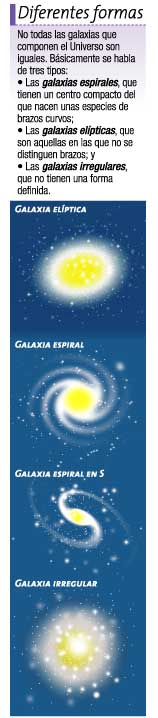 Diferentes formas
No todas las galaxias que
componen el Universo son
iguales. Básicamente se habla
de tres tipos:
• Las galaxias espirales, que
tienen un centro compacto del
que nacen unas especies de
brazos curvos;
• Las galaxias elípticas, que
son aquellas en las que no se
distinguen brazos; y
• Las galaxias irregulares,
que no tienen una forma
definida.
GALAXIA ELÍPTICA
GALAXIA ESPIRAL
GALAXIA ESPIRAL EN S
GALAXIA IRREGULAR